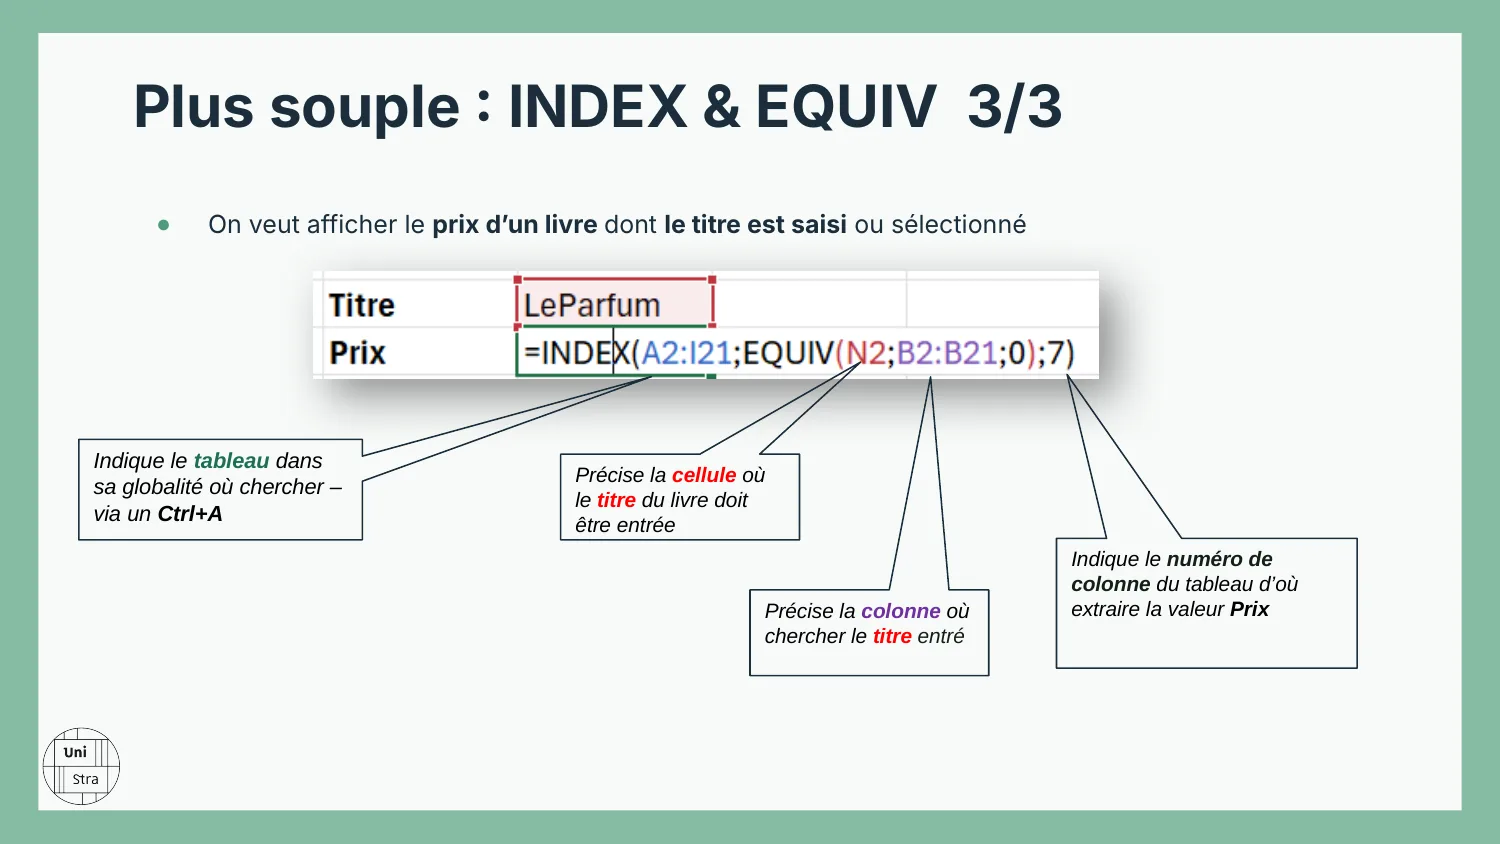 Plus souple : INDEX & EQUIV 3/3
● On veut afficher le prix d’un livre dont le titre est saisi ou sélectionné
Titre LeParfum
Prix =INDEX(A2:I21;EQUIV(N2;B2:B21;0);7)
Indique le tableau dans
sa globalité où chercher –
via un Ctrl+A
Précise la cellule où
le titre du livre doit
être entrée
Précise la colonne où
chercher le titre entré
Indique le numéro de
colonne du tableau d’où
extraire la valeur Prix
Uni
Stra